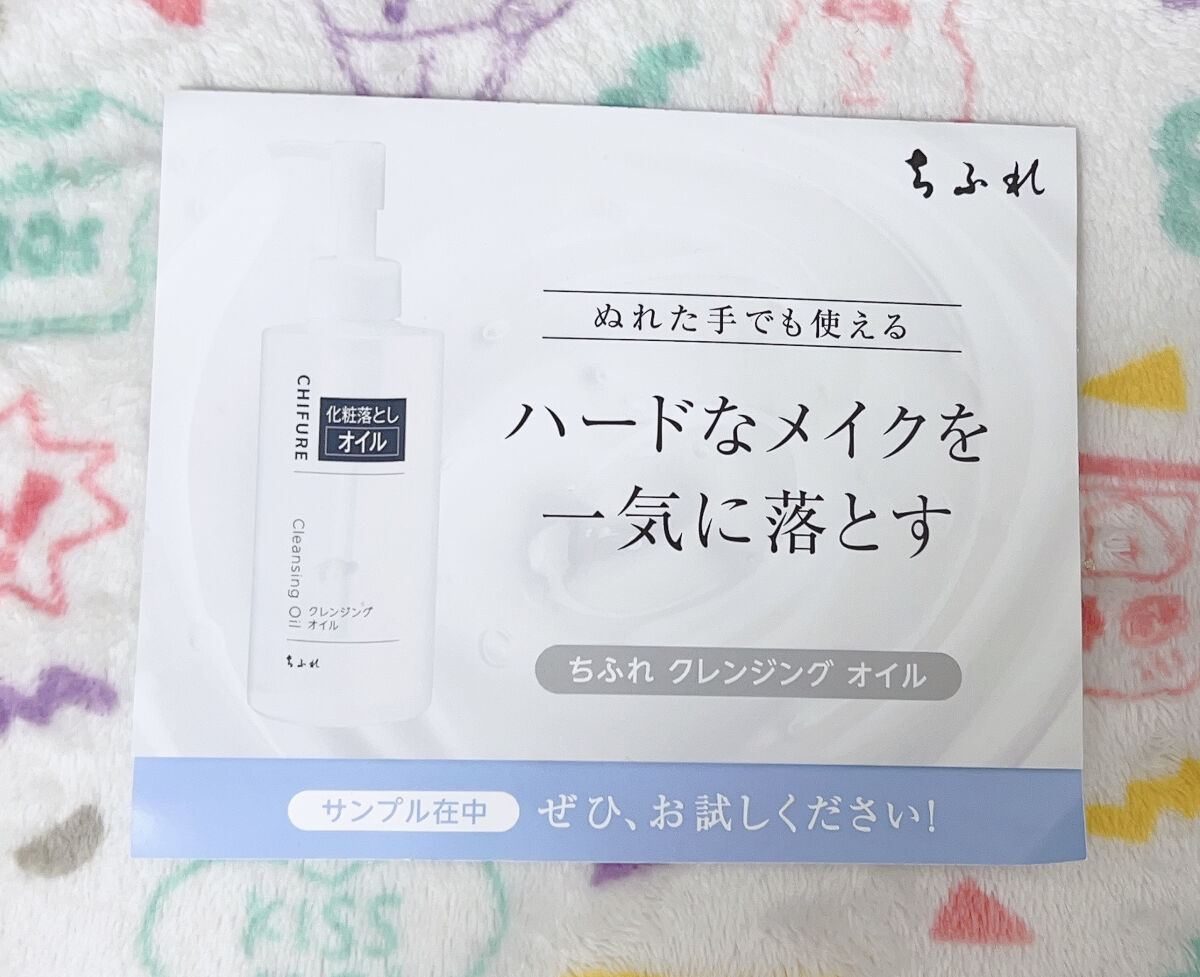 ちふれ
ぬれた手でも使える
ハードなメイクを
一気に落とす
ちふれ クレンジング オイル
CHIFURE
化粧落とし
オイル
Cleansing Oil
クレンジング
オイル
ちふれ
サンプル在中
ぜひ、お試しください!
KISS